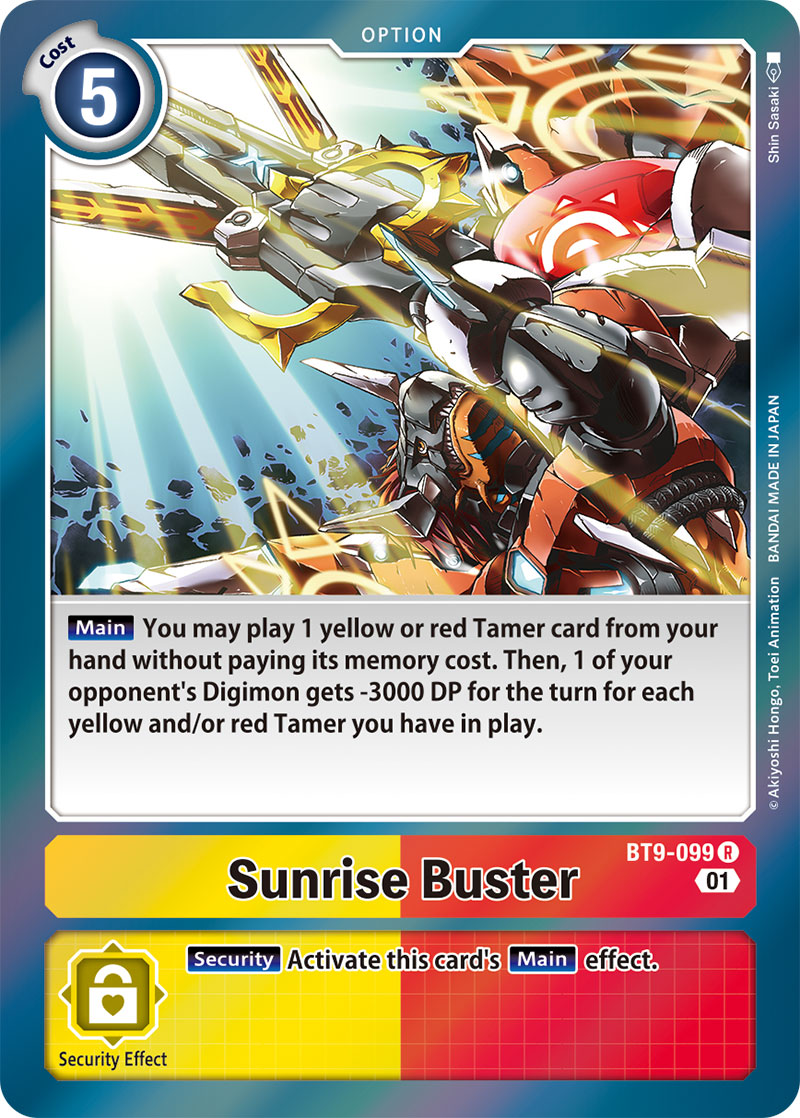 OPTION
Cost
5
Shin Sasaki
Main You may play 1 yellow or red Tamer card from your
hand without paying its memory cost. Then, 1 of your
opponent's Digimon gets -3000 DP for the turn for each
yellow and/or red Tamer you have in play.
© Akiyoshi Hongo, Toei Animation BANDAI MADE IN JAPAN
BT9-099 R
Sunrise Buster
01
Security Activate this card's Main effect.
Security Effect